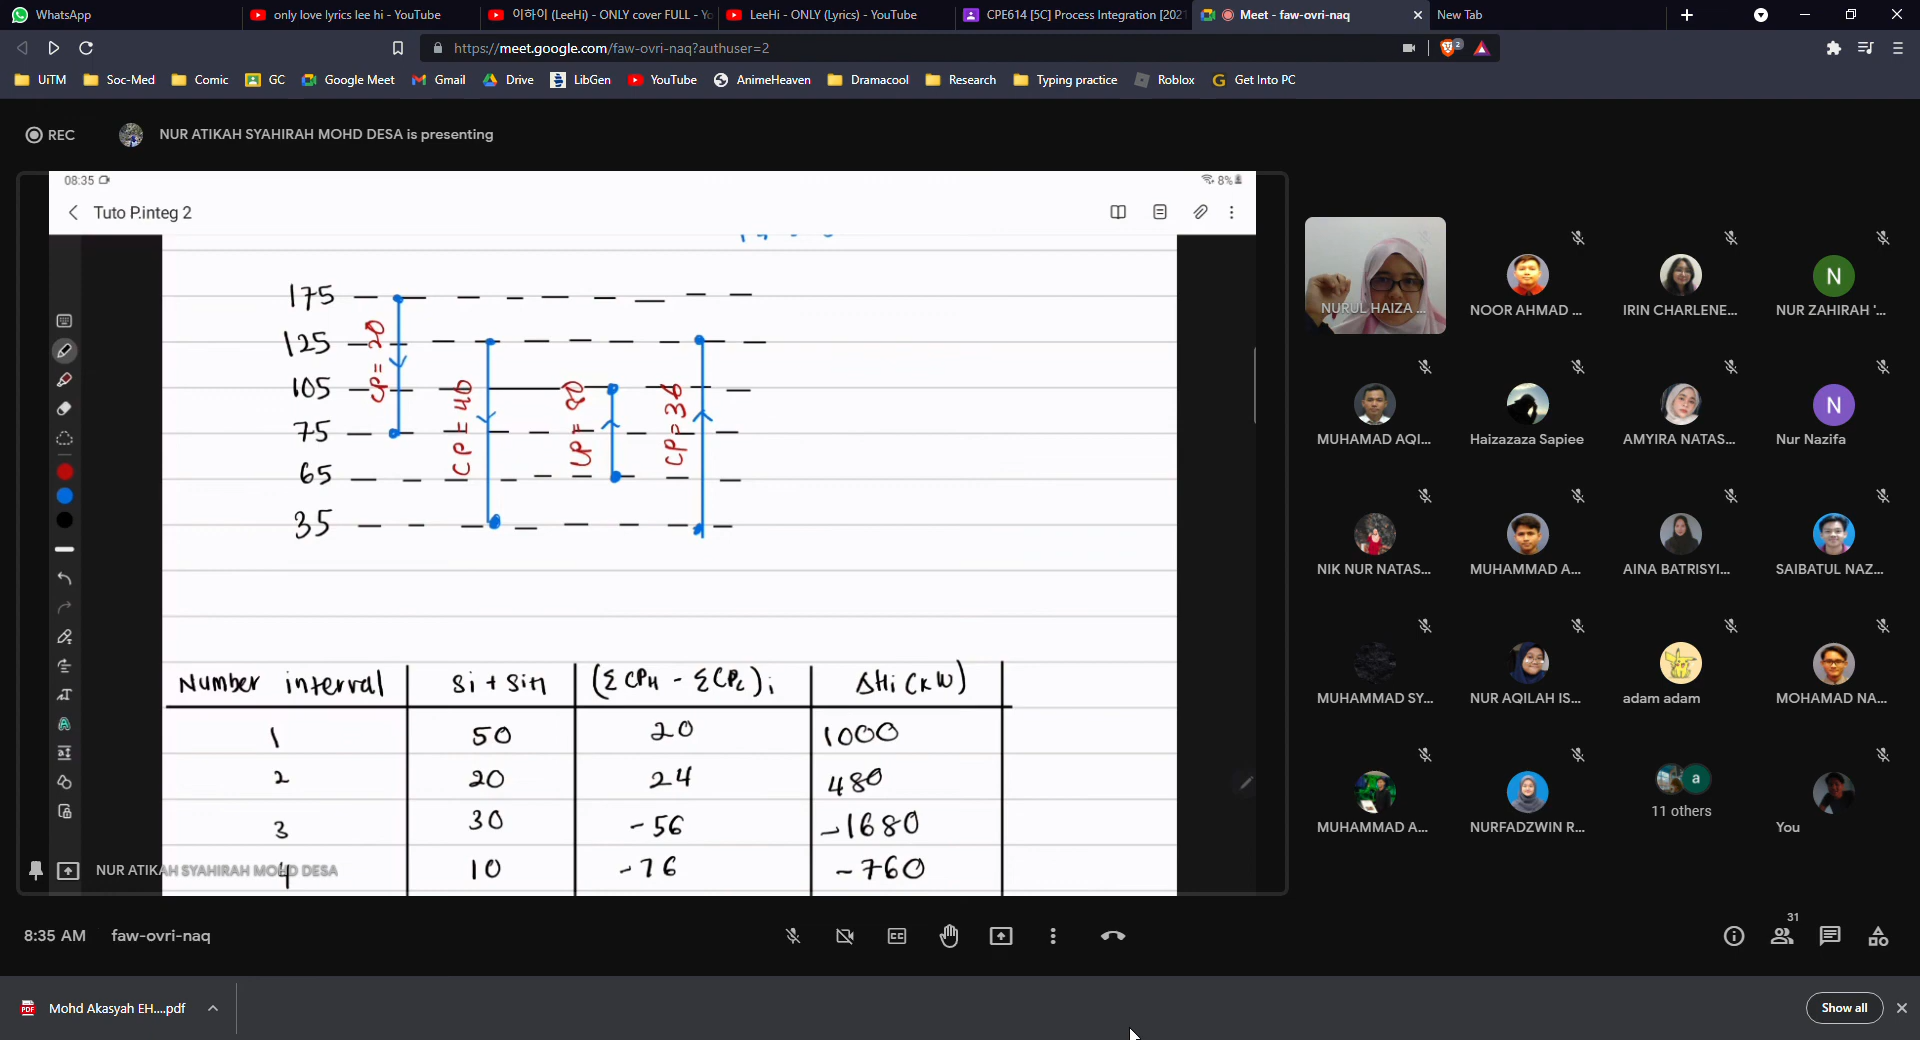 WhatsApp
only love lyrics lee hi - YouTube
이하이 (LeeHi) - ONLY cover FULL - Yo
LeeHi - ONLY (Lyrics) - YouTube
CPE614 [5C] Process Integration [2021
Meet - faw-ovri-naq
New Tab
https://meet.google.com/faw-ovri-naq?authuser=2
2
UiTM
Soc-Med
Comic
GC
Google Meet
Gmail
Drive
LibGen
YouTube
AnimeHeaven
Dramacool
Research
Typing practice
Roblox
Get Into PC
REC
NUR ATIKAH SYAHIRAH MOHD DESA is presenting
08:35
8%
Tuto P.integ 2
175
125
105
75
65
35
CP= 20
CP = 40
CP= 20
CP= 36
Number interval Si + Si+1 (ΣCPH - ΣCPC)i ΔHi (kW)
1 50 20 1000
2 20 24 480
3 30 -56 -1680
4 10 -76 -760
NUR ATIKAH SYAHIRAH MOHD DESA
NURUL HAIZA ...
NOOR AHMAD ...
IRIN CHARLENE...
NUR ZAHIRAH '...
N
MUHAMAD AQI...
Haizazaza Sapiee
AMYIRA NATAS...
Nur Nazifa
N
NIK NUR NATAS...
MUHAMMAD A...
AINA BATRISYI...
SAIBATUL NAZ...
MUHAMMAD SY...
NUR AQILAH IS...
adam adam
MOHAMAD NA...
MUHAMMAD A...
NURFADZWIN R...
a
11 others
You
8:35 AM
faw-ovri-naq
31
PDF
Mohd Akasyah EH....pdf
Show all